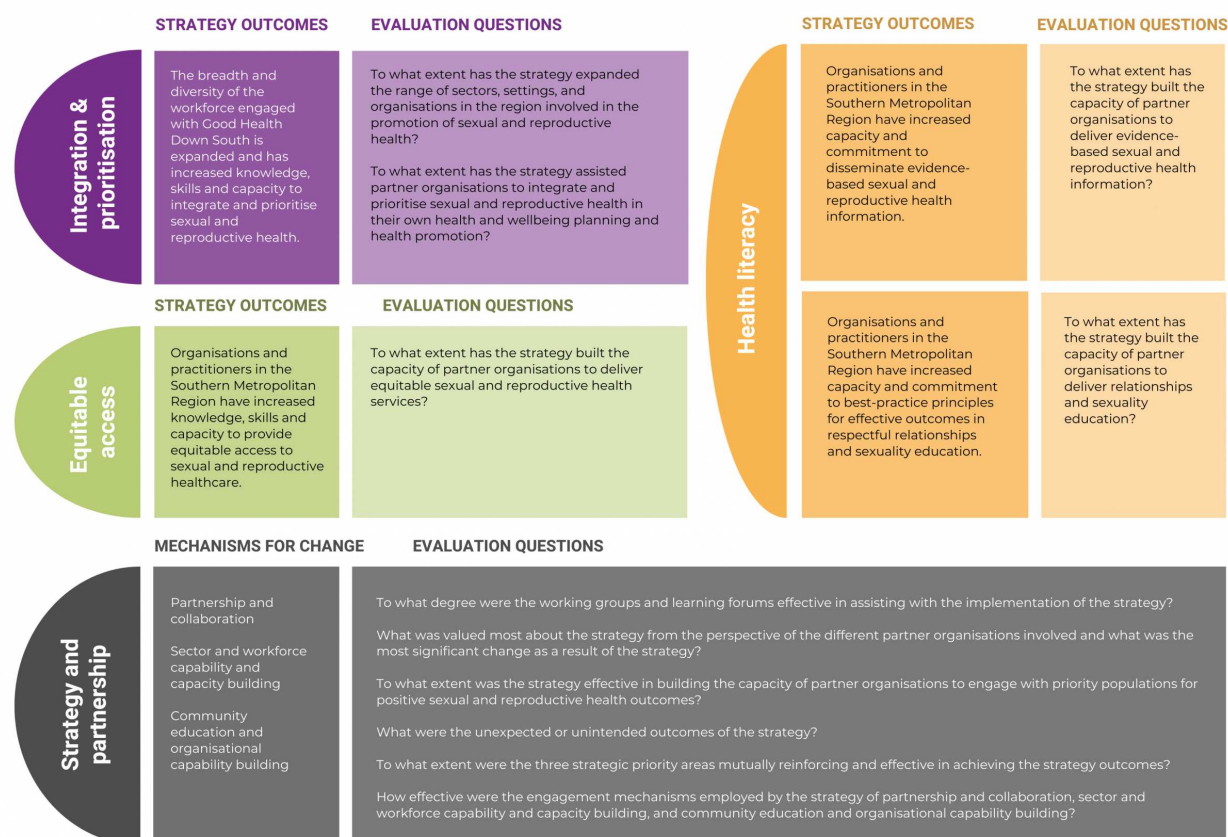 STRATEGY OUTCOMES
EVALUATION QUESTIONS
Integration &
prioritisation
The breadth and
diversity of the
workforce engaged
with Good Health
Down South is
expanded and has
increased knowledge,
skills and capacity to
integrate and prioritise
sexual and
reproductive health.
To what extent has the strategy expanded
the range of sectors, settings, and
organisations in the region involved in the
promotion of sexual and reproductive
health?
To what extent has the strategy assisted
partner organisations to integrate and
prioritise sexual and reproductive health in
their own health and wellbeing planning and
health promotion?
STRATEGY OUTCOMES
EVALUATION QUESTIONS
Equitable
access
Organisations and
practitioners in the
Southern Metropolitan
Region have increased
knowledge, skills and
capacity to provide
equitable access to
sexual and reproductive
healthcare.
To what extent has the strategy built the
capacity of partner organisations to deliver
equitable sexual and reproductive health
services?
STRATEGY OUTCOMES
EVALUATION QUESTIONS
Health literacy
Organisations and
practitioners in the
Southern Metropolitan
Region have increased
capacity and
commitment to
disseminate evidence-
based sexual and
reproductive health
information.
To what extent has
the strategy built the
capacity of partner
organisations to
deliver evidence-
based sexual and
reproductive health
information?
Organisations and
practitioners in the
Southern Metropolitan
Region have increased
capacity and commitment
to best-practice principles
for effective outcomes in
respectful relationships
and sexuality education.
To what extent has
the strategy built the
capacity of partner
organisations to
deliver relationships
and sexuality
education?
MECHANISMS FOR CHANGE
EVALUATION QUESTIONS
Strategy and
partnership
Partnership and
collaboration
Sector and workforce
capability and
capacity building
Community
education and
organisational
capability building
To what degree were the working groups and learning forums effective in assisting with the implementation of the strategy?
What was valued most about the strategy from the perspective of the different partner organisations involved and what was the
most significant change as a result of the strategy?
To what extent was the strategy effective in building the capacity of partner organisations to engage with priority populations for
positive sexual and reproductive health outcomes?
What were the unexpected or unintended outcomes of the strategy?
To what extent were the three strategic priority areas mutually reinforcing and effective in achieving the strategy outcomes?
How effective were the engagement mechanisms employed by the strategy of partnership and collaboration, sector and
workforce capability and capacity building, and community education and organisational capability building?